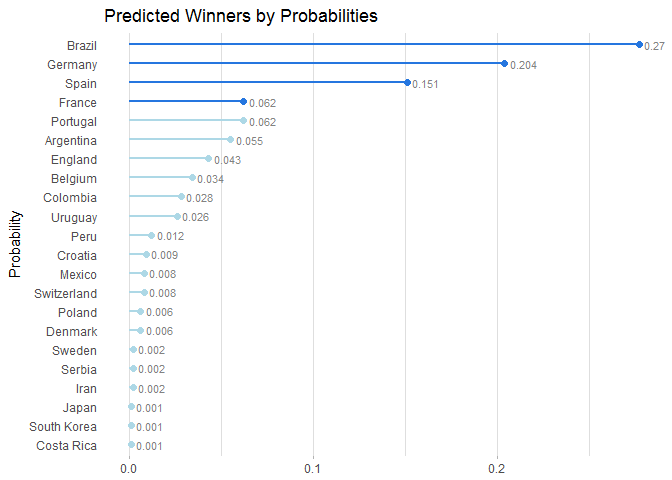 Predicted Winners by Probabilities
Brazil 0.27
Germany 0.204
Spain 0.151
France 0.062
Portugal 0.062
Argentina 0.055
England 0.043
Belgium 0.034
Colombia 0.028
Uruguay 0.026
Peru 0.012
Croatia 0.009
Mexico 0.008
Switzerland 0.008
Poland 0.006
Denmark 0.006
Sweden 0.002
Serbia 0.002
Iran 0.002
Japan 0.001
South Korea 0.001
Costa Rica 0.001
Probability
0.0 0.1 0.2